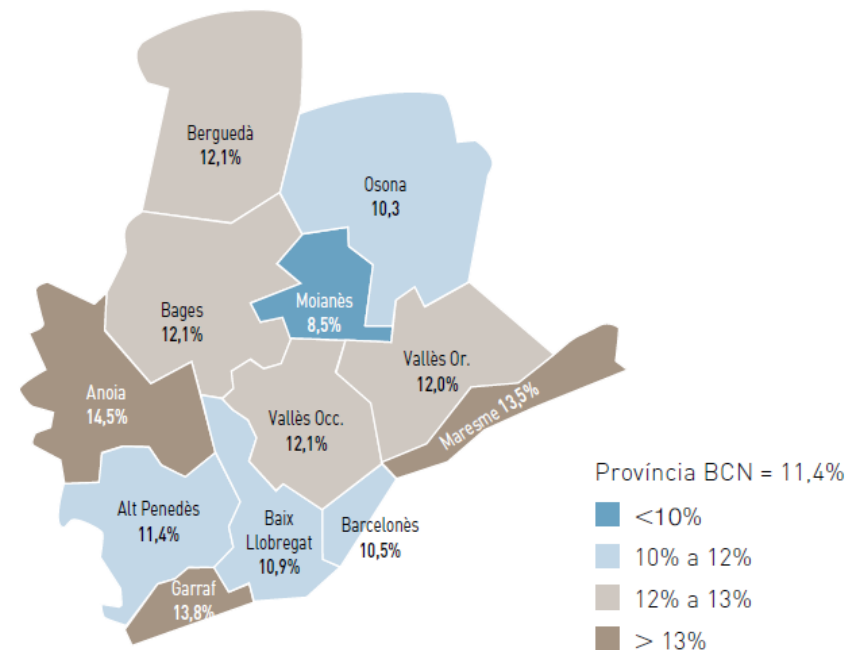 Berguedà
12,1%
Osona
10,3
Moianès
8,5%
Bages
12,1%
Vallès Or.
12,0%
Maresme 13,5%
Anoia
14,5%
Vallès Occ.
12,1%
Alt Penedès
11,4%
Baix
Llobregat
10,9%
Barcelonès
10,5%
Garraf
13,8%
Província BCN = 11,4%
<10%
10% a 12%
12% a 13%
> 13%